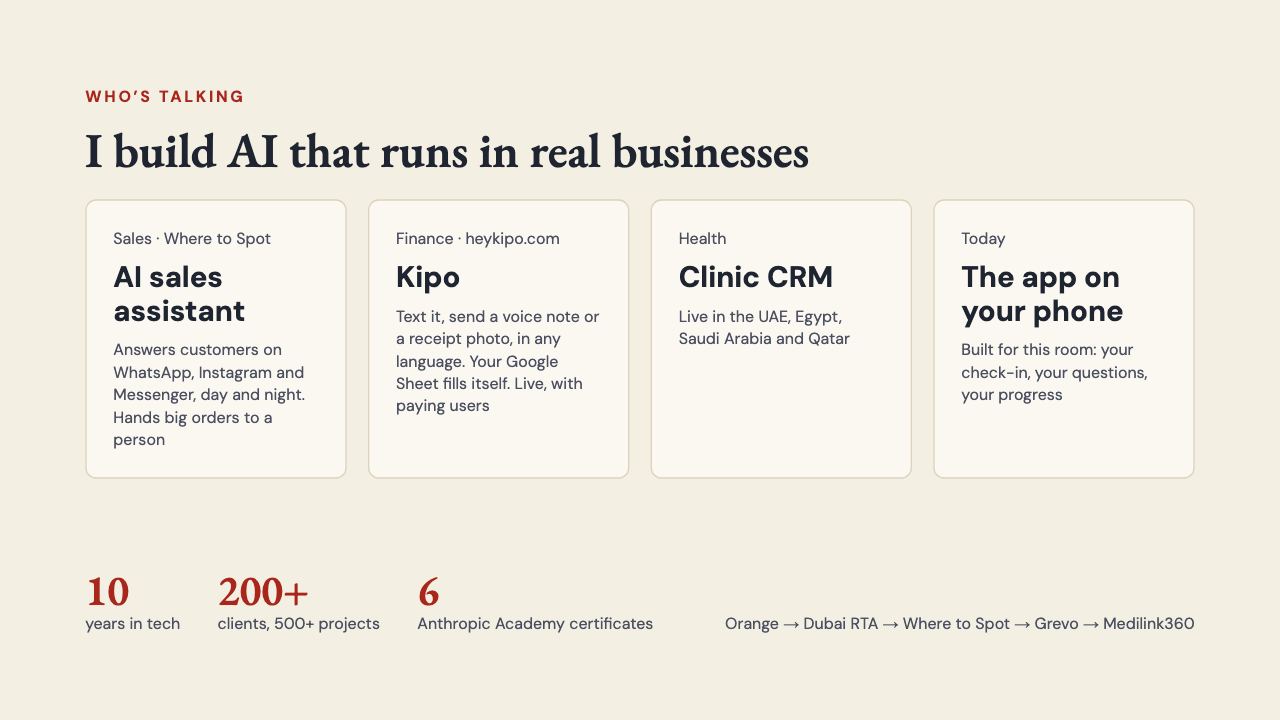 WHO’S TALKING
I build AI that runs in real businesses
Sales · Where to Spot
AI sales
assistant
Answers customers on
WhatsApp, Instagram and
Messenger, day and night.
Hands big orders to a
person
Finance · heykipo.com
Kipo
Text it, send a voice note or
a receipt photo, in any
language. Your Google
Sheet fills itself. Live, with
paying users
Health
Clinic CRM
Live in the UAE, Egypt,
Saudi Arabia and Qatar
Today
The app on
your phone
Built for this room: your
check-in, your questions,
your progress
10
years in tech
200+
clients, 500+ projects
6
Anthropic Academy certificates
Orange → Dubai RTA → Where to Spot → Grevo → Medilink360